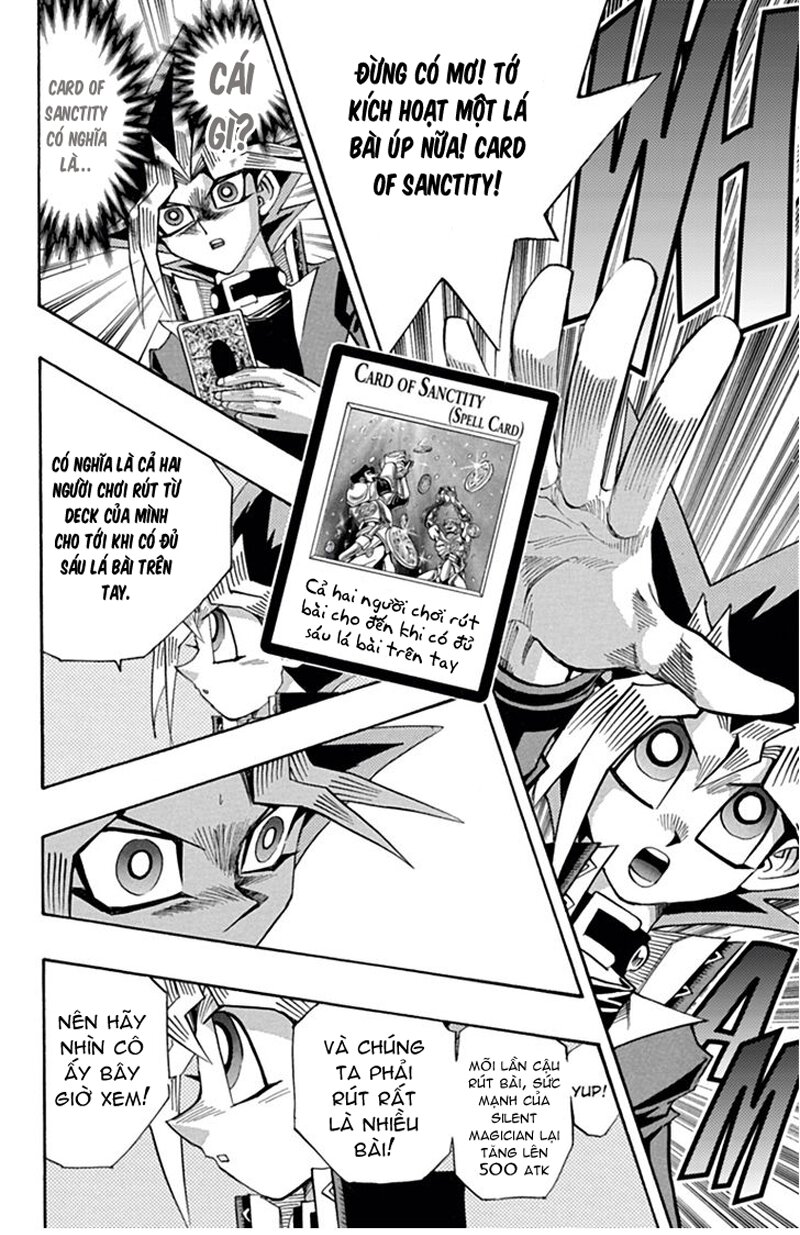 WHAM
ĐỪNG CÓ MƠ! TỚ
KÍCH HOẠT MỘT LÁ
BÀI ÚP NỮA! CARD
OF SANCTITY!
CARD OF SANCTITY
(SPELL CARD)
Cả hai người chơi rút
bài cho đến khi có đủ
sáu lá bài trên tay
CÁI
GÌ?
CARD OF
SANCTITY
CÓ NGHĨA
LÀ...
CÓ NGHĨA LÀ CẢ HAI
NGƯỜI CHƠI RÚT TỪ
DECK CỦA MÌNH
CHO TỚI KHI CÓ ĐỦ
SÁU LÁ BÀI TRÊN
TAY.
YUP!
MÕI LẦN CẬU
RÚT BÀI, SỨC
MẠNH CỦA
SILENT
MAGICIAN LẠI
TĂNG LÊN
500 ATK
VÀ CHÚNG
TA PHẢI
RÚT RẤT
LÀ NHIỀU
BÀI!
NÊN HÃY
NHÌN CÔ
ẤY BÂY
GIỜ XEM!